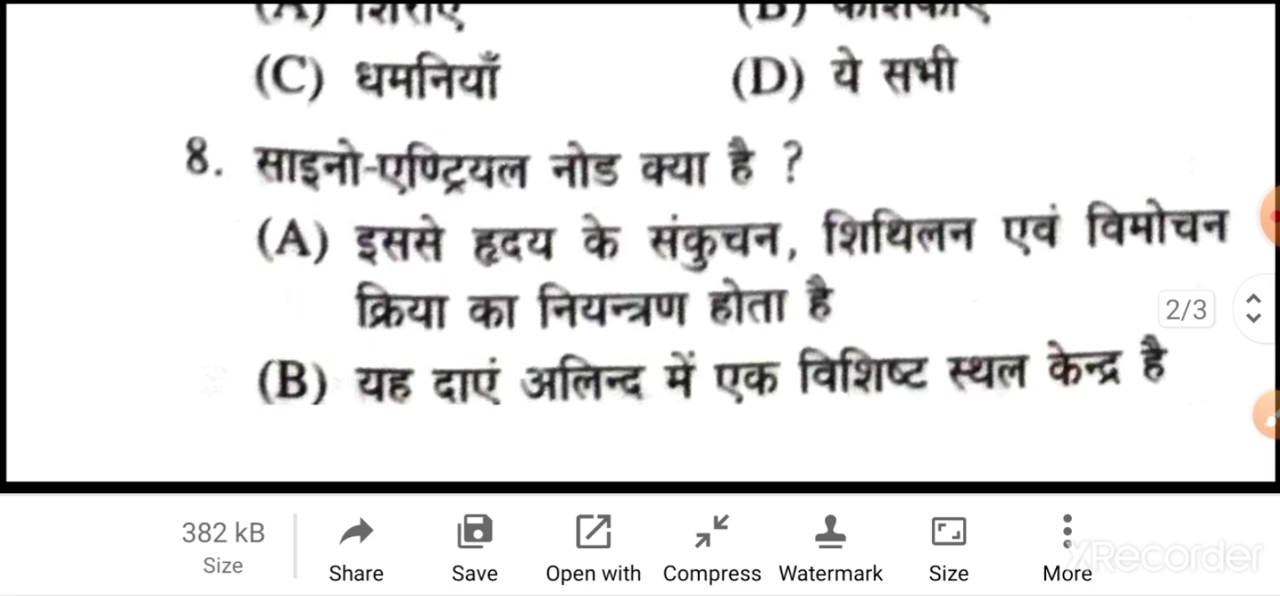 (C) धमनियाँ (D) ये सभी
8. साइनो-एण्ट्रियल नोड क्या है ?
(A) इससे हृदय के संकुचन, शिथिलन एवं विमोचन
क्रिया का नियन्त्रण होता है
2/3
(B) यह दाएं अलिन्द में एक विशिष्ट स्थल केन्द्र है
382 kB
Size
Share Save Open with Compress Watermark Size More
XRecorder